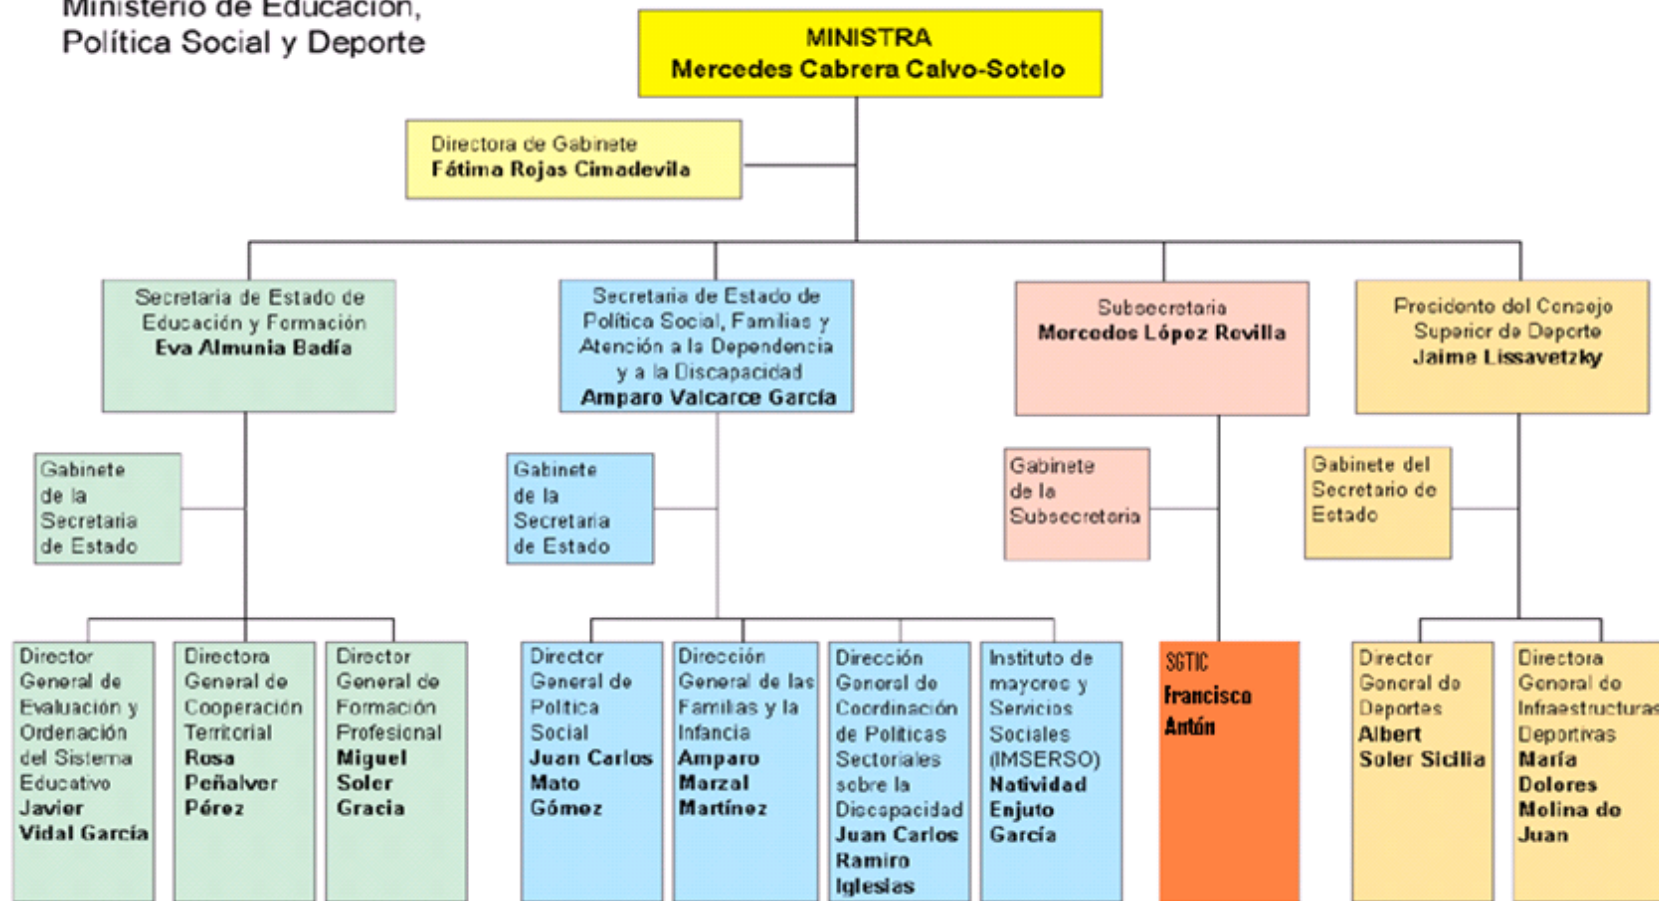 Ministerio de Educación,
Política Social y Deporte
MINISTRA
Mercedes Cabrera Calvo-Sotelo
Directora de Gabinete
Fátima Rojas Cimadevila
Secretaria de Estado de
Educación y Formación
Eva Almunia Badía
Secretaria de Estado de
Política Social, Familias y
Atención a la Dependencia
y a la Discapacidad
Amparo Valcarce García
Subsecretaria
Mercedes López Revilla
Presidente del Consejo
Superior de Deporte
Jaime Lissavetzky
Gabinete
de la
Secretaria
de Estado
Gabinete
de la
Secretaria
de Estado
Gabinete
de la
Subsecretaria
Gabinete del
Secretario de
Estado
Director
General de
Evaluación y
Ordenación
del Sistema
Educativo
Javier
Vidal García
Directora
General de
Cooperación
Territorial
Rosa
Peñalver
Pérez
Director
General de
Formación
Profesional
Miguel
Soler
Gracia
Director
General de
Política
Social
Juan Carlos
Mato
Gómez
Dirección
General de las
Familias y la
Infancia
Amparo
Marzal
Martínez
Dirección
General de
Coordinación
de Políticas
Sectoriales
sobre la
Discapacidad
Juan Carlos
Ramiro
Iglesias
Instituto de
mayores y
Servicios
Sociales
(IMSERSO)
Natividad
Enjuto
García
SGTIC
Francisco
Antón
Director
General de
Deportes
Albert
Soler Sicilia
Directora
General de
Infraestructuras
Deportivas
María
Dolores
Molina de
Juan